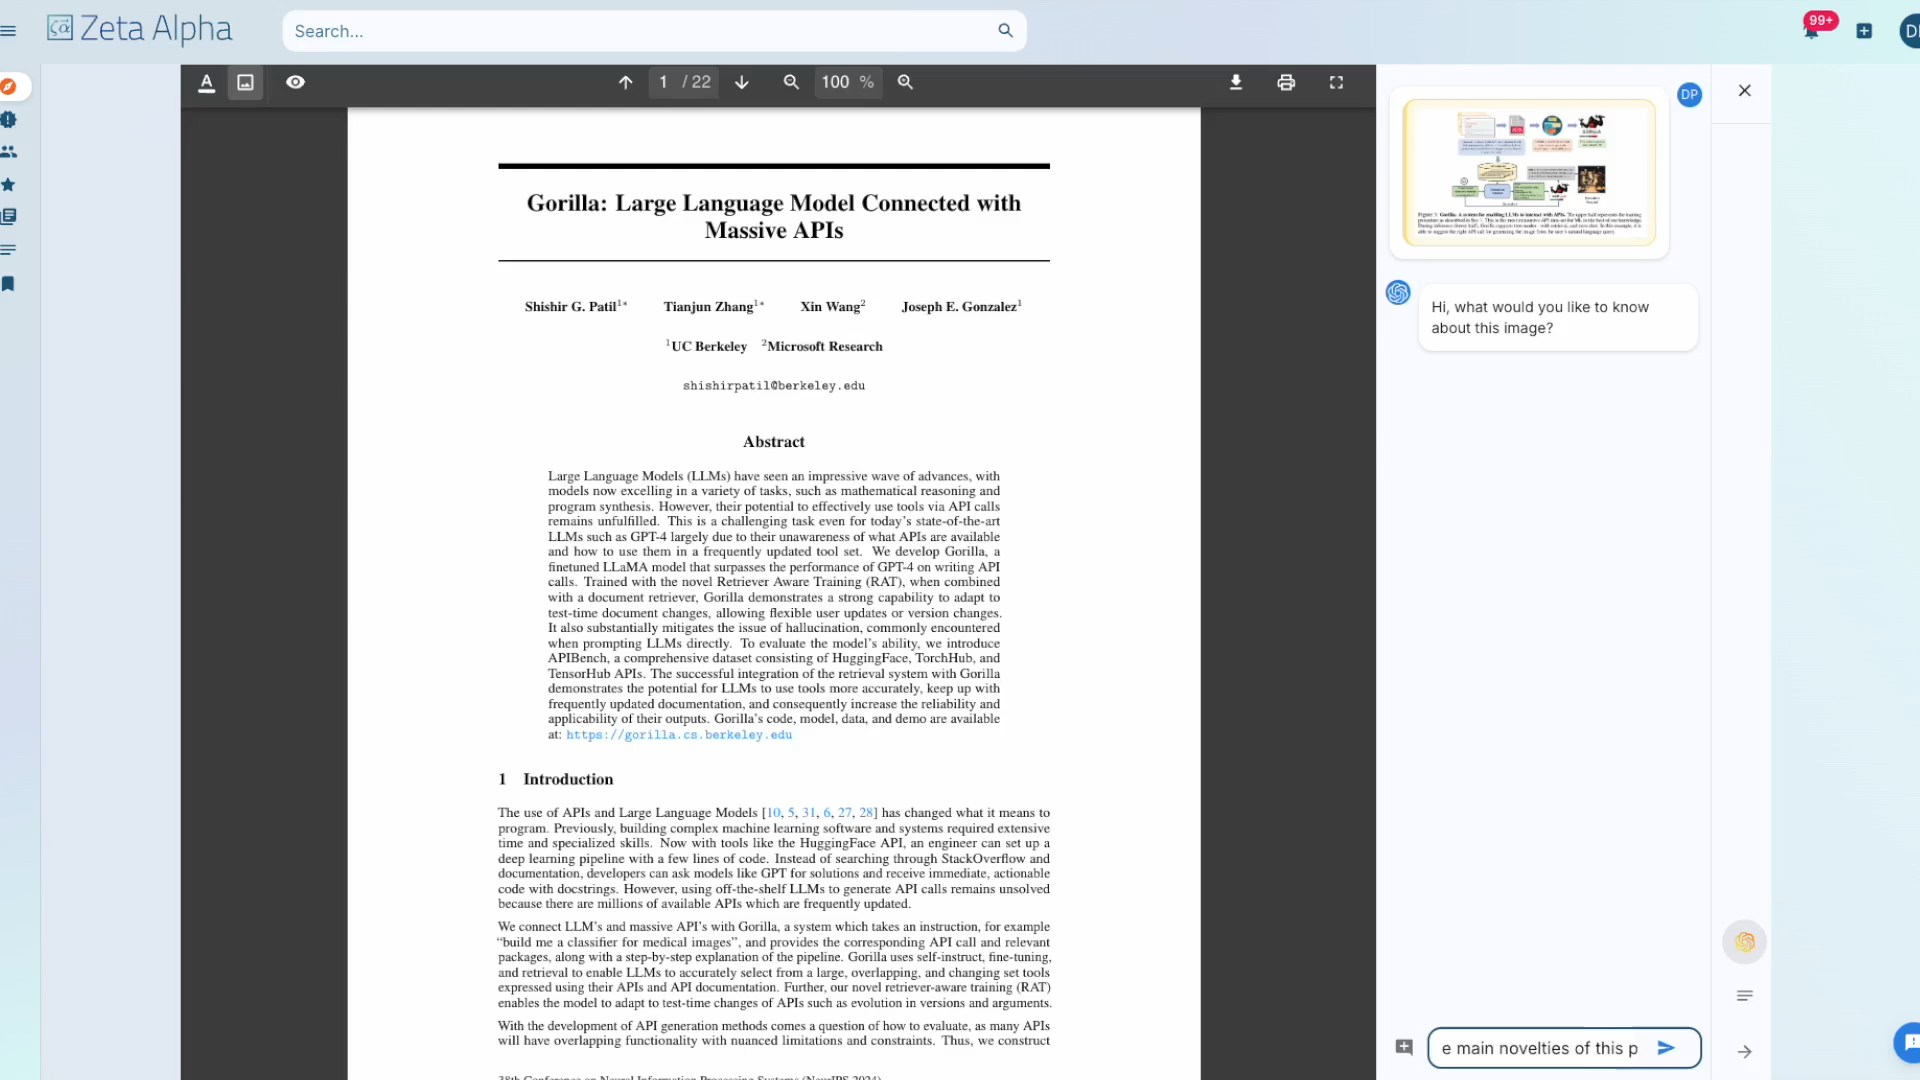 Zeta Alpha
Search...
99+
1 / 22
100 %
DP
Hi, what would you like to know
about this image?
e main novelties of this p
Gorilla: Large Language Model Connected with
Massive APIs
Shishir G. Patil1* Tianjun Zhang1* Xin Wang2 Joseph E. Gonzalez1
1UC Berkeley 2Microsoft Research
shishirpatil@berkeley.edu
Abstract
Large Language Models (LLMs) have seen an impressive wave of advances, with
models now excelling in a variety of tasks, such as mathematical reasoning and
program synthesis. However, their potential to effectively use tools via API calls
remains unfulfilled. This is a challenging task even for today's state-of-the-art
LLMs such as GPT-4 largely due to their unawareness of what APIs are available
and how to use them in a frequently updated tool set. We develop Gorilla, a
finetuned LLaMA model that surpasses the performance of GPT-4 on writing API
calls. Trained with the novel Retriever Aware Training (RAT), when combined
with a document retriever, Gorilla demonstrates a strong capability to adapt to
test-time document changes, allowing flexible user updates or version changes.
It also substantially mitigates the issue of hallucination, commonly encountered
when prompting LLMs directly. To evaluate the model's ability, we introduce
APIBench, a comprehensive dataset consisting of HuggingFace, TorchHub, and
TensorHub APIs. The successful integration of the retrieval system with Gorilla
demonstrates the potential for LLMs to use tools more accurately, keep up with
frequently updated documentation, and consequently increase the reliability and
applicability of their outputs. Gorilla's code, model, data, and demo are available
at: https://gorilla.cs.berkeley.edu
1 Introduction
The use of APIs and Large Language Models [10, 5, 31, 6, 27, 28] has changed what it means to
program. Previously, building complex machine learning software and systems required extensive
time and specialized skills. Now with tools like the HuggingFace API, an engineer can set up a
deep learning pipeline with a few lines of code. Instead of searching through StackOverflow and
documentation, developers can ask models like GPT for solutions and receive immediate, actionable
code with docstrings. However, using off-the-shelf LLMs to generate API calls remains unsolved
because there are millions of available APIs which are frequently updated.
We connect LLM's and massive API's with Gorilla, a system which takes an instruction, for example
“build me a classifier for medical images”, and provides the corresponding API call and relevant
packages, along with a step-by-step explanation of the pipeline. Gorilla uses self-instruct, fine-tuning,
and retrieval to enable LLMs to accurately select from a large, overlapping, and changing set tools
expressed using their APIs and API documentation. Further, our novel retriever-aware training (RAT)
enables the model to adapt to test-time changes of APIs such as evolution in versions and arguments.
With the development of API generation methods comes a question of how to evaluate, as many APIs
will have overlapping functionality with nuanced limitations and constraints. Thus, we construct
38th Conference on Neural Information Processing Systems (NeurIPS 2024)